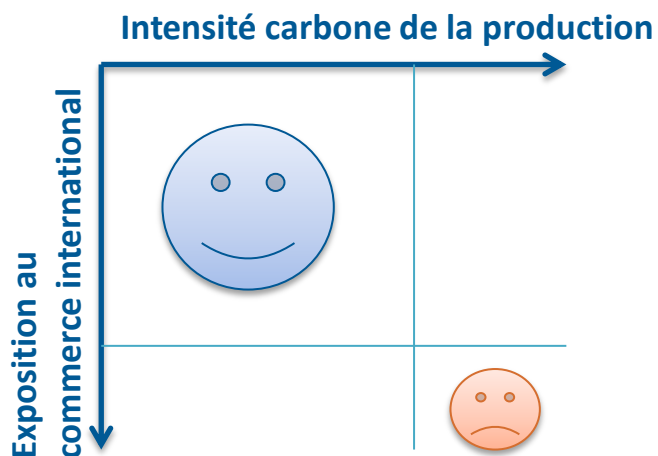 Intensité carbone de la production
Exposition au
commerce international